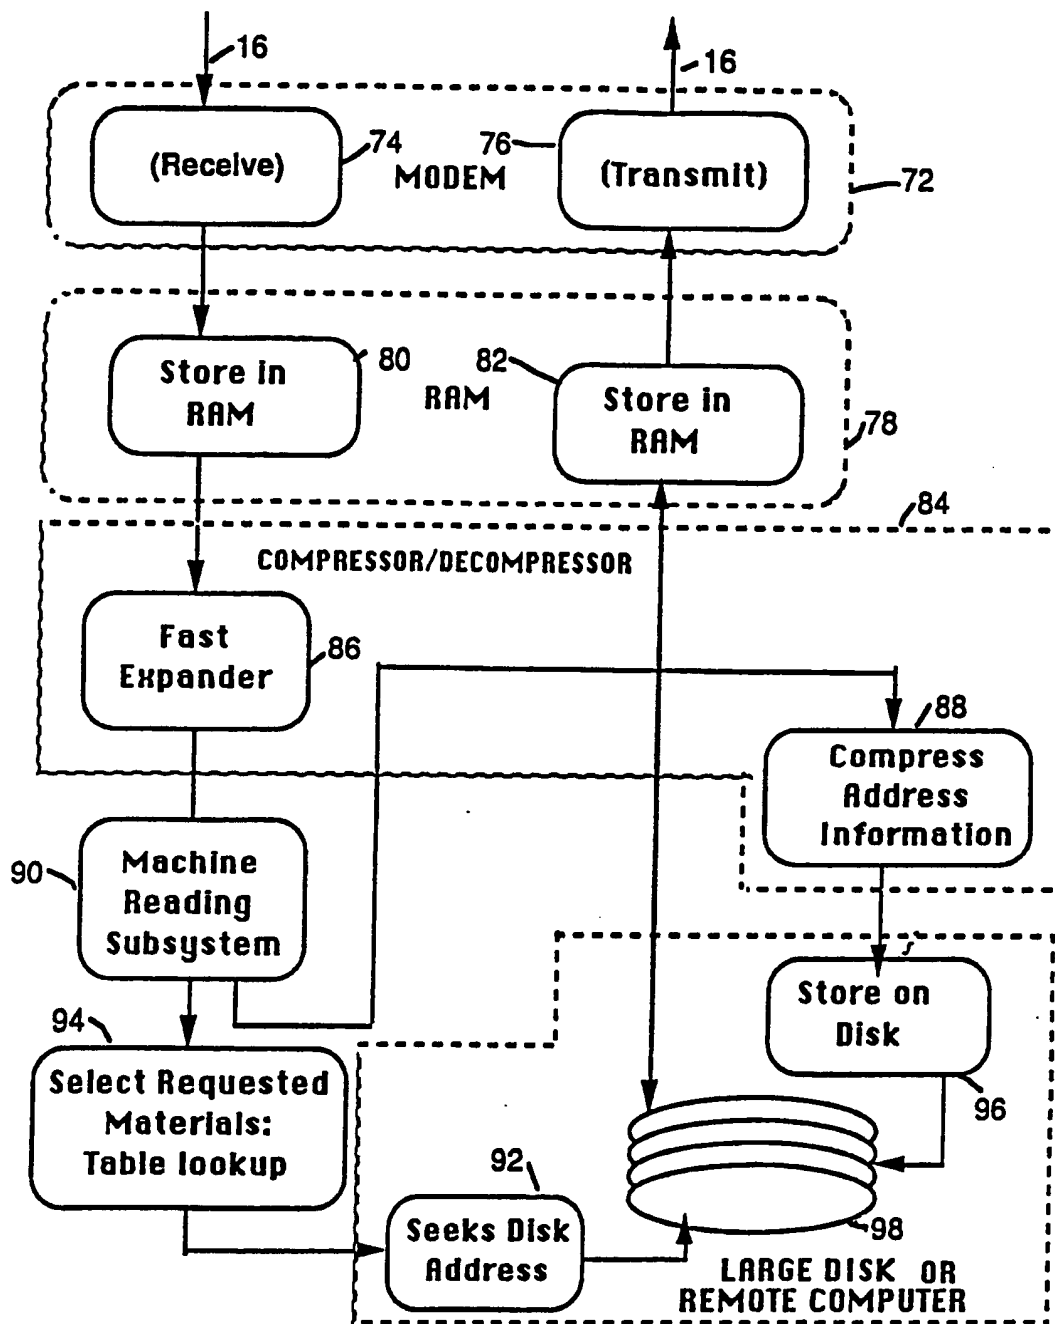 16
16
(Receive)
74
MODEM
76
(Transmit)
72
Store in
RAM
80
RAM
82
Store in
RAM
78
84
COMPRESSOR/DECOMPRESSOR
Fast
Expander
86
88
Compress
Address
Information
90
Machine
Reading
Subsystem
94
Select Requested
Materials:
Table lookup
Store on
Disk
96
92
Seeks Disk
Address
98
LARGE DISK OR
REMOTE COMPUTER